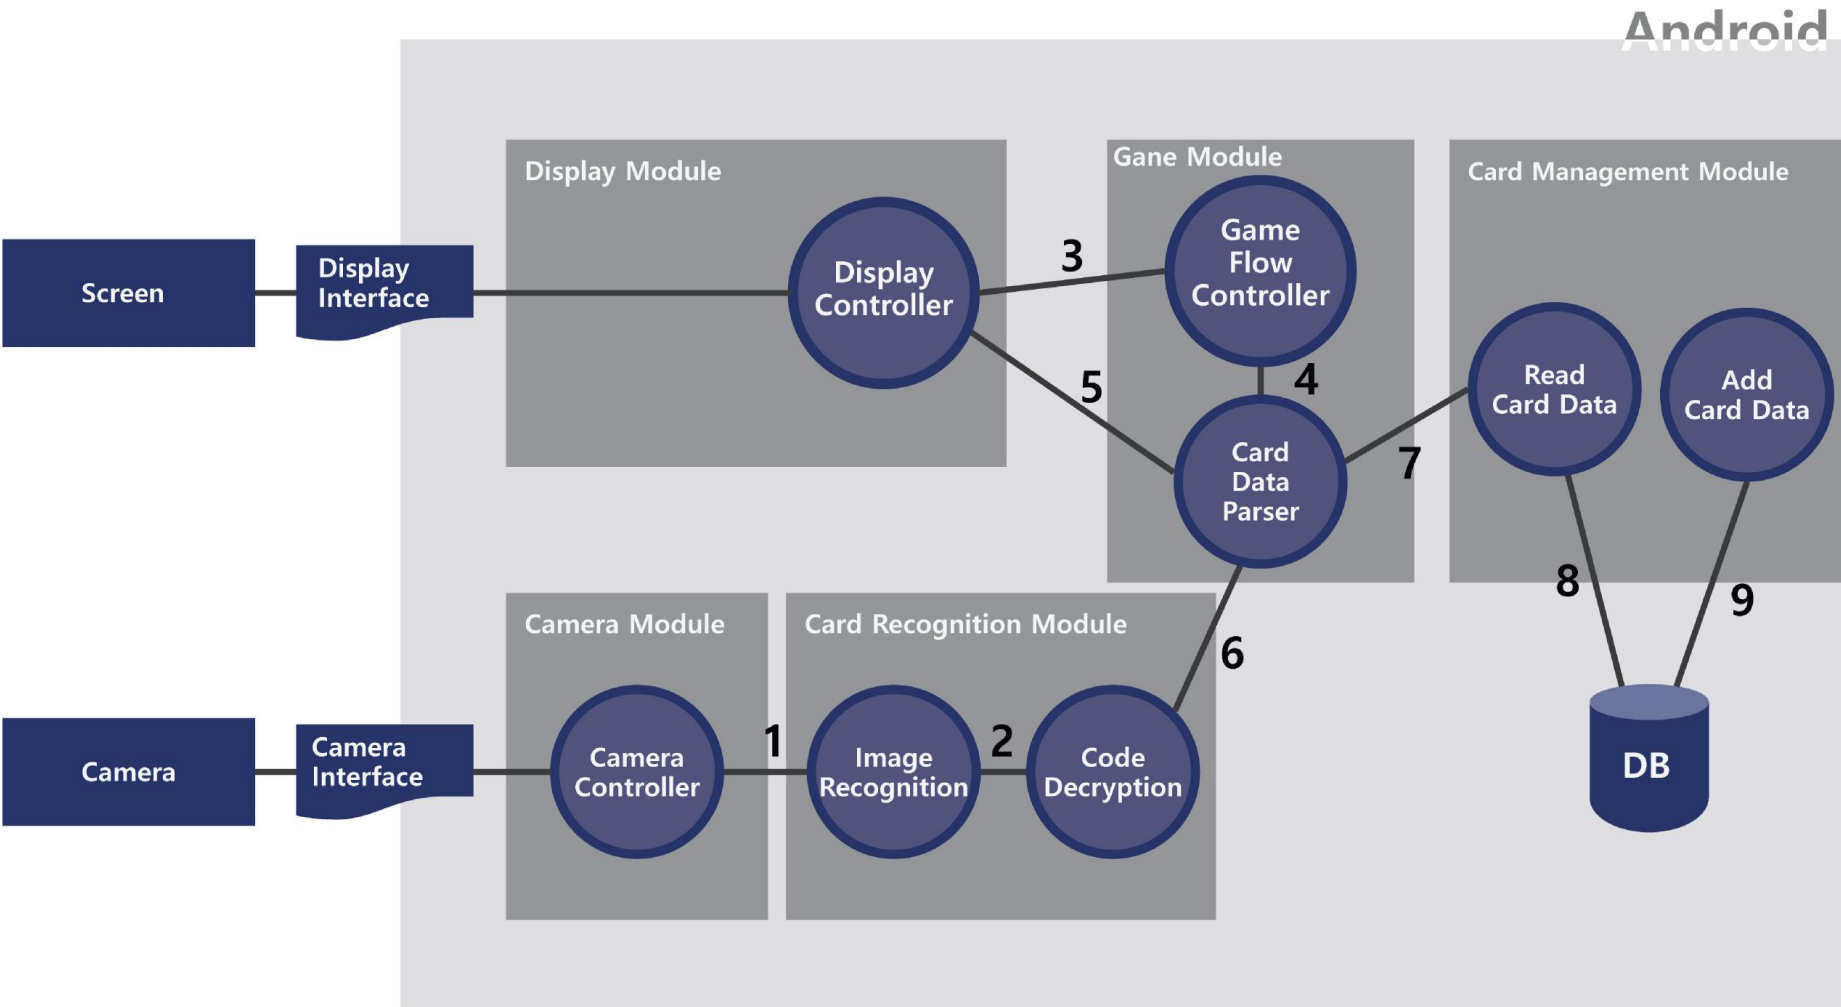 Android
Display Module
Gane Module
Card Management Module
Screen
Display
Interface
Display
Controller
3
Game
Flow
Controller
Read
Card Data
Add
Card Data
5
4
Card
Data
Parser
7
8
9
Camera Module
Card Recognition Module
6
Camera
Camera
Interface
Camera
Controller
1
Image
Recognition
2
Code
Decryption
DB